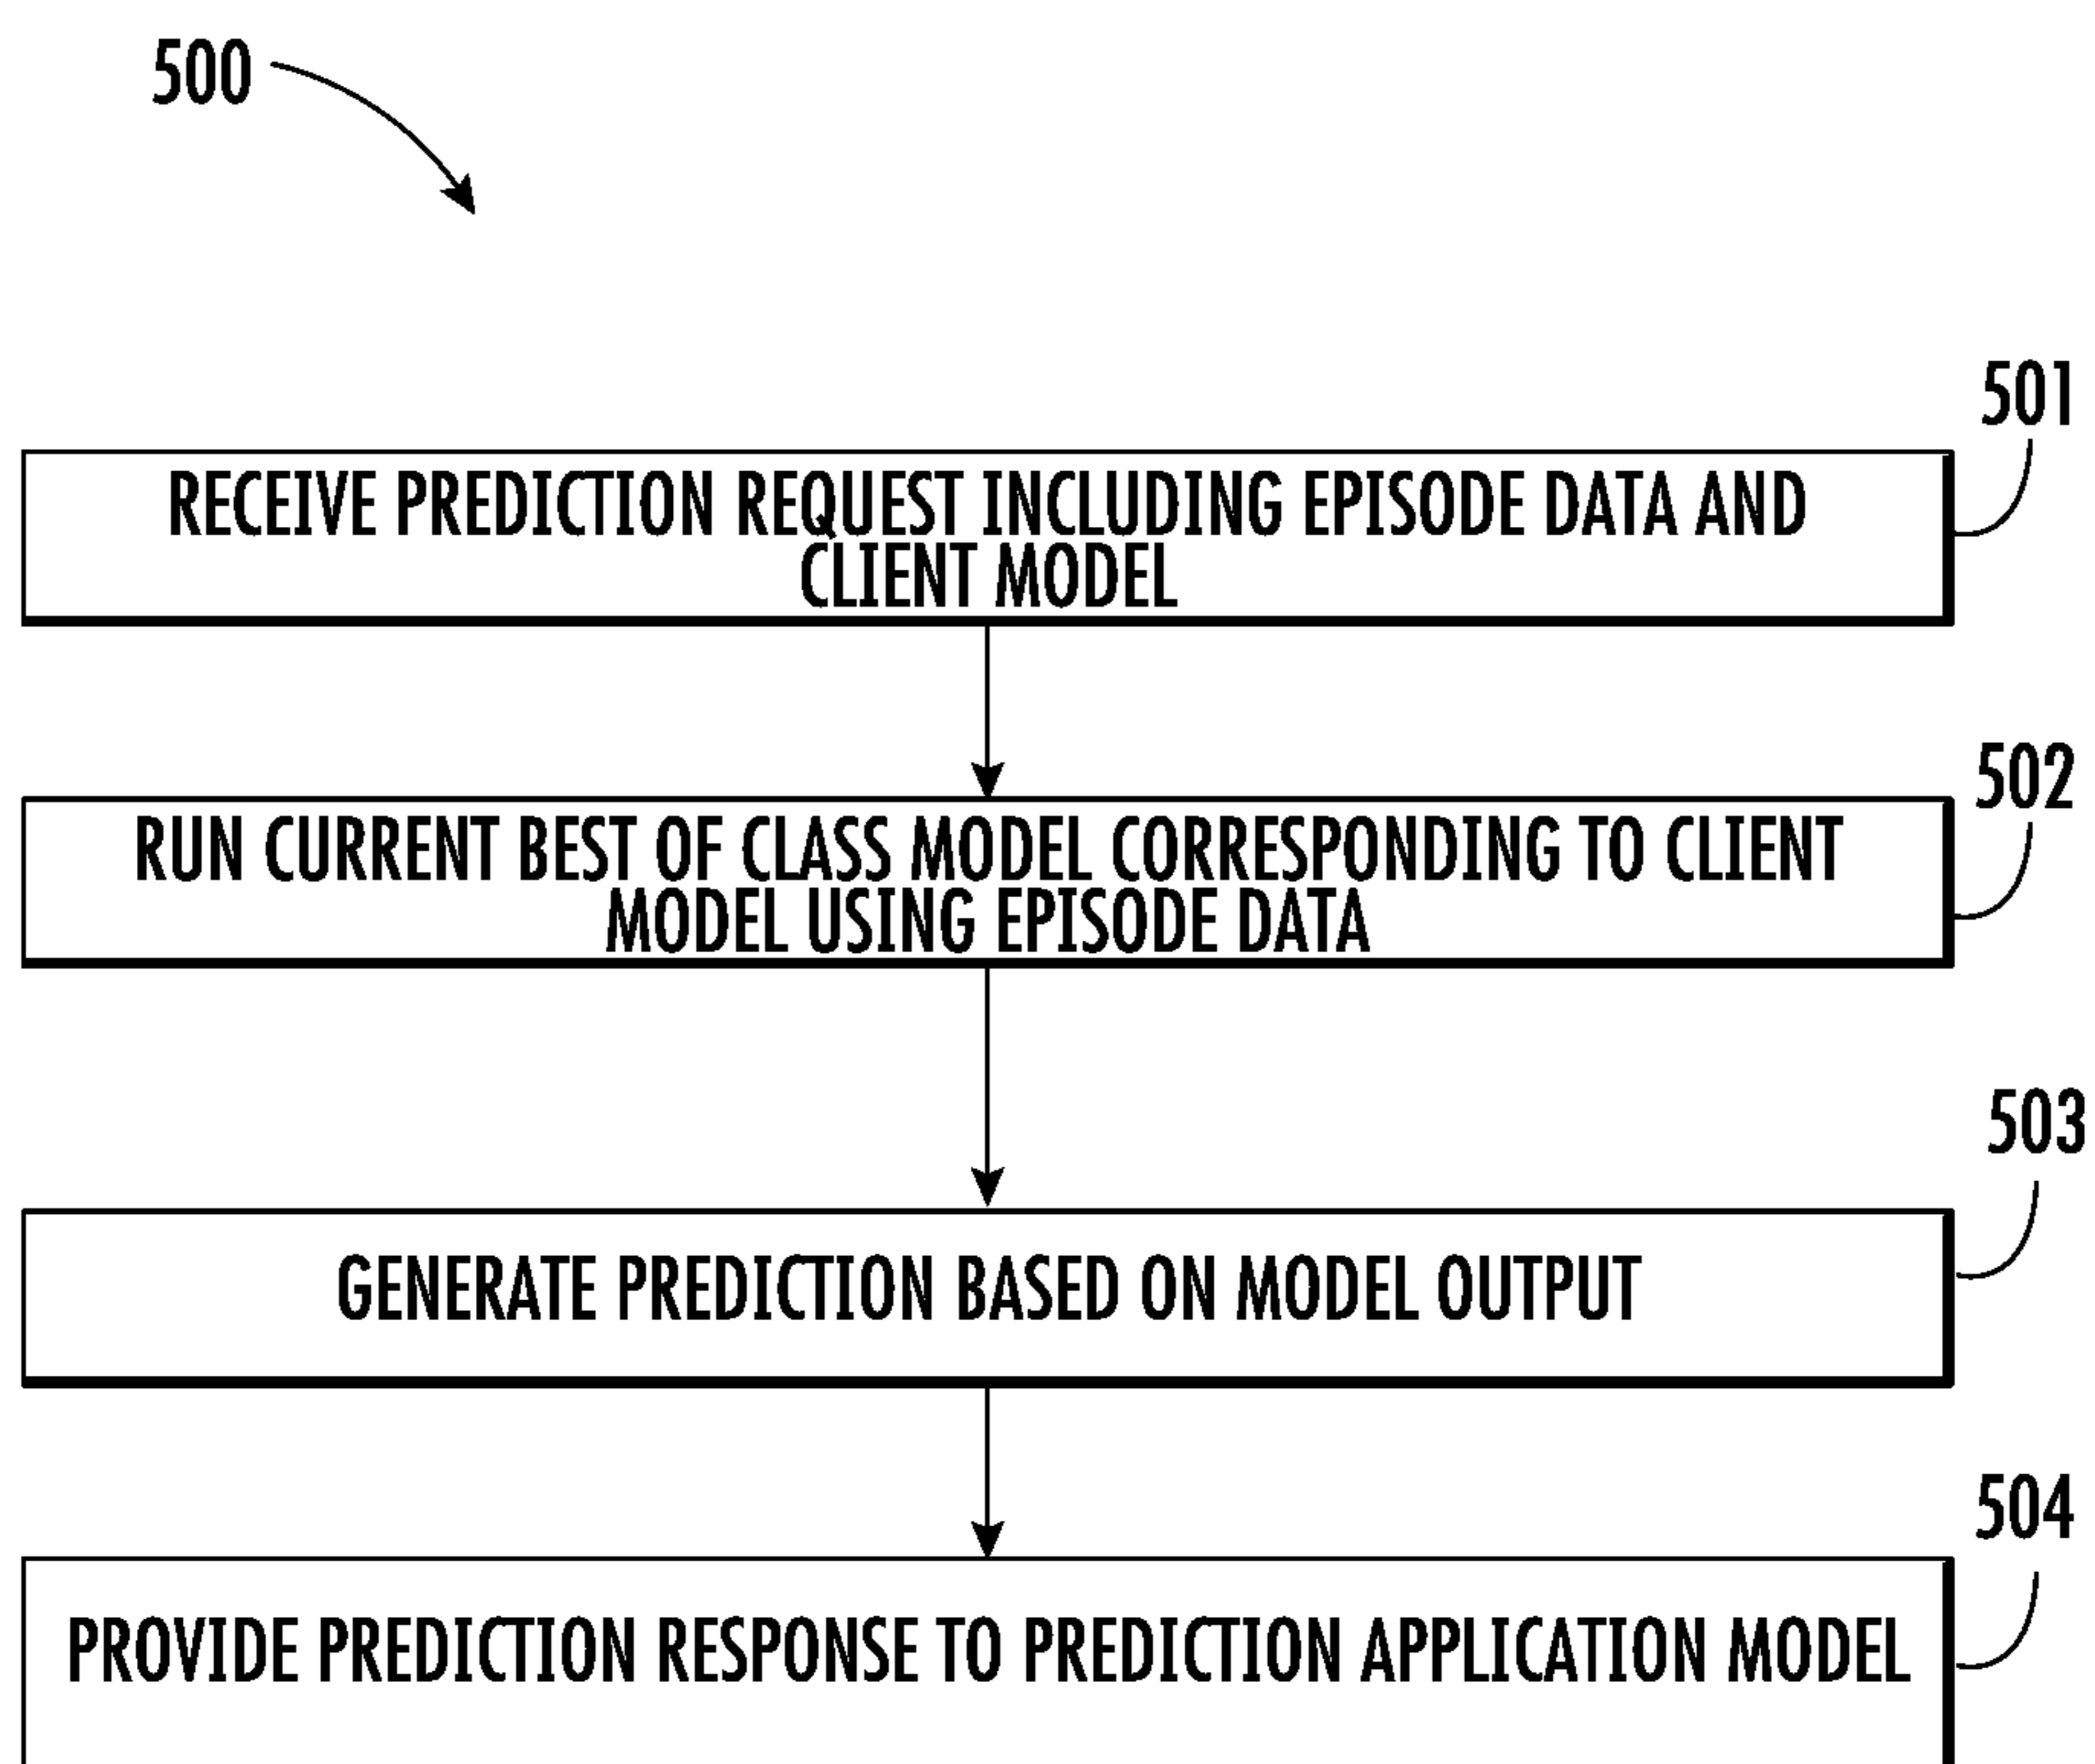 500
501
RECEIVE PREDICTION REQUEST INCLUDING EPISODE DATA AND
CLIENT MODEL
502
RUN CURRENT BEST OF CLASS MODEL CORRESPONDING TO CLIENT
MODEL USING EPISODE DATA
503
GENERATE PREDICTION BASED ON MODEL OUTPUT
504
PROVIDE PREDICTION RESPONSE TO PREDICTION APPLICATION MODEL